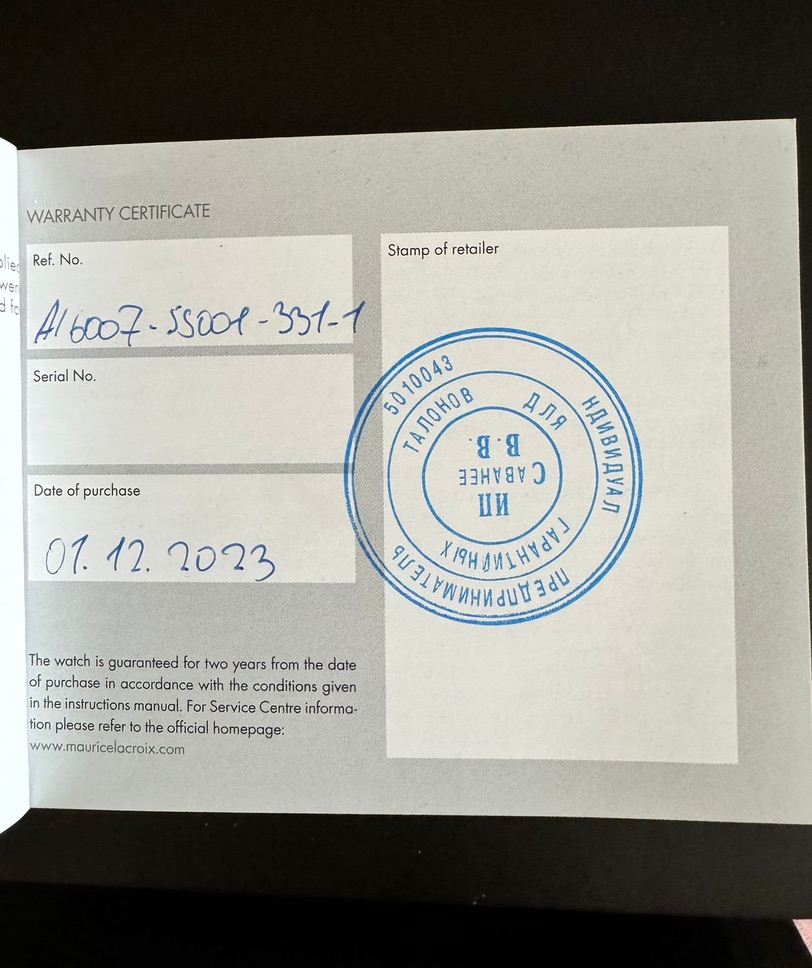 WARRANTY CERTIFICATE
Ref. No.
AI6007-SS001-331-1
Serial No.
Date of purchase
01.12.2023
The watch is guaranteed for two years from the date
of purchase in accordance with the conditions given
in the instructions manual. For Service Centre informa-
tion please refer to the official homepage:
www.mauricelacroix.com
Stamp of retailer
НДИВИДУАЛ
ПРЕДПРИНИМАТЕЛЬ
5010043
ДЛЯ ГАРАНТИЙНЫХ ТАЛОНОВ
ИП
САВАНЕЕ
В.В.